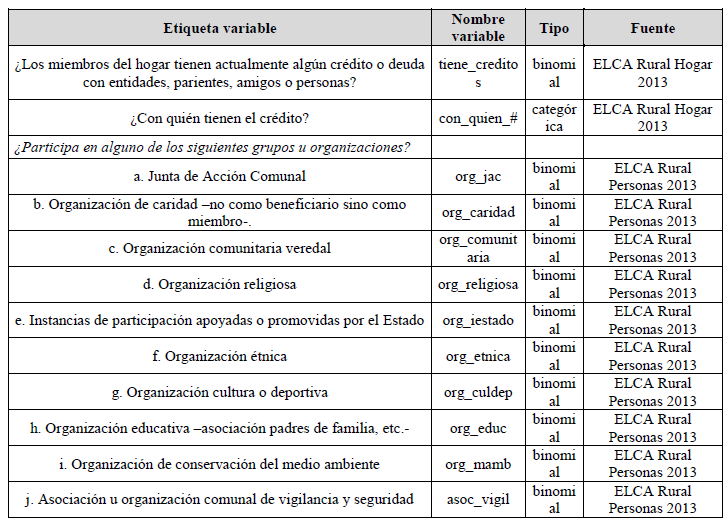 Etiqueta variable
Nombre
variable
Tipo
Fuente
¿Los miembros del hogar tienen actualmente algún crédito o deuda
con entidades, parientes, amigos o personas?
tiene_credito
s
binomi
al
ELCA Rural Hogar
2013
¿Con quién tienen el crédito?
con_quien_#
categór
ica
ELCA Rural Hogar
2013
¿Participa en alguno de los siguientes grupos u organizaciones?
a. Junta de Acción Comunal
org_jac
binomi
al
ELCA Rural
Personas 2013
b. Organización de caridad –no como beneficiario sino como
miembro-.
org_caridad
binomi
al
ELCA Rural
Personas 2013
c. Organización comunitaria veredal
org_comunit
aria
binomi
al
ELCA Rural
Personas 2013
d. Organización religiosa
org_religiosa
binomi
al
ELCA Rural
Personas 2013
e. Instancias de participación apoyadas o promovidas por el Estado
org_iestado
binomi
al
ELCA Rural
Personas 2013
f. Organización étnica
org_etnica
binomi
al
ELCA Rural
Personas 2013
g. Organización cultura o deportiva
org_culdep
binomi
al
ELCA Rural
Personas 2013
h. Organización educativa –asociación padres de familia, etc.-
org_educ
binomi
al
ELCA Rural
Personas 2013
i. Organización de conservación del medio ambiente
org_mamb
binomi
al
ELCA Rural
Personas 2013
j. Asociación u organización comunal de vigilancia y seguridad
asoc_vigil
binomi
al
ELCA Rural
Personas 2013